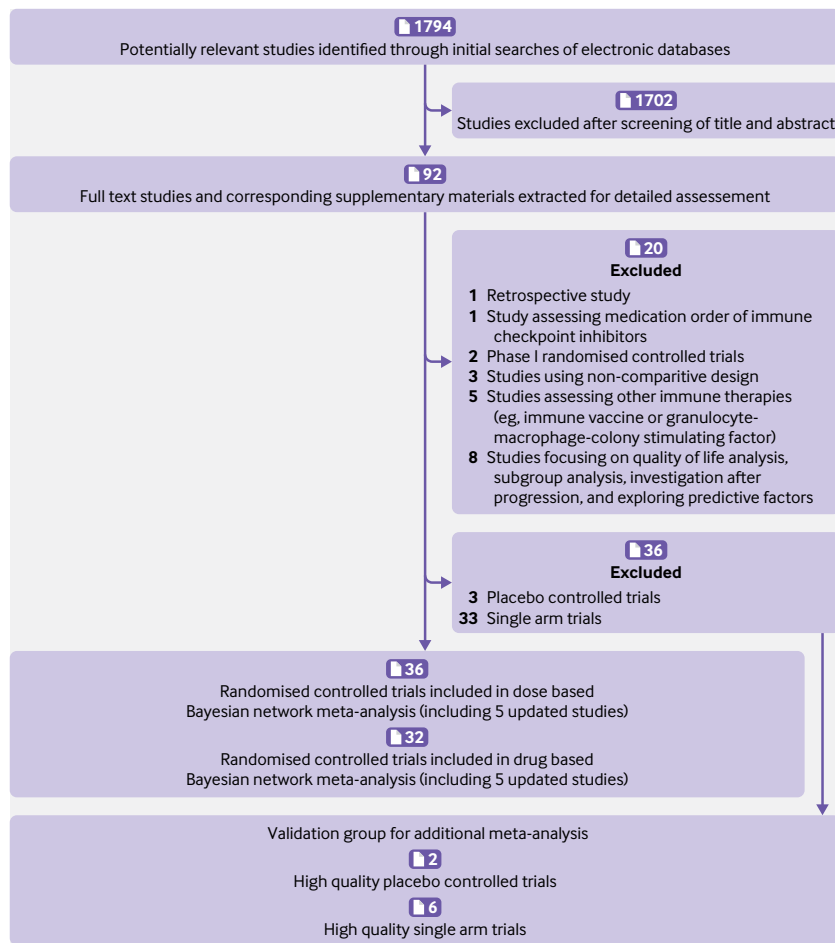 1794
Potentially relevant studies identified through initial searches of electronic databases
1702
Studies excluded after screening of title and abstract
92
Full text studies and corresponding supplementary materials extracted for detailed assessement
20
Excluded
1 Retrospective study
1 Study assessing medication order of immune
checkpoint inhibitors
2 Phase I randomised controlled trials
3 Studies using non-comparitive design
5 Studies assessing other immune therapies
(eg, immune vaccine or granulocyte-
macrophage-colony stimulating factor)
8 Studies focusing on quality of life analysis,
subgroup analysis, investigation after
progression, and exploring predictive factors
36
Excluded
3 Placebo controlled trials
33 Single arm trials
36
Randomised controlled trials included in dose based
Bayesian network meta-analysis (including 5 updated studies)
32
Randomised controlled trials included in drug based
Bayesian network meta-analysis (including 5 updated studies)
Validation group for additional meta-analysis
2
High quality placebo controlled trials
6
High quality single arm trials